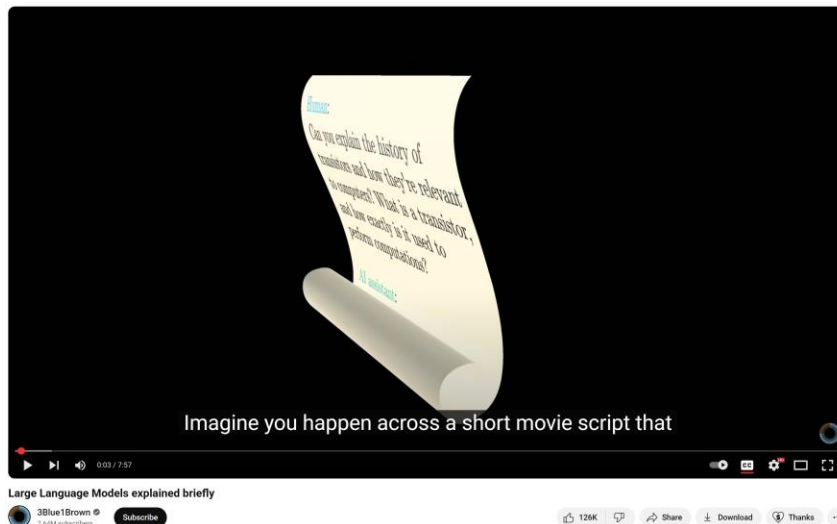 Human:
Can you explain the history of
transistors and how they're relevant
to computers? What is a transistor,
and how exactly is it used to
perform computations?
AI assistant:
Imagine you happen across a short movie script that
0:03 / 7:57
CC
HD
Large Language Models explained briefly
3Blue1Brown
Subscribe
126K
Share
Download
Thanks